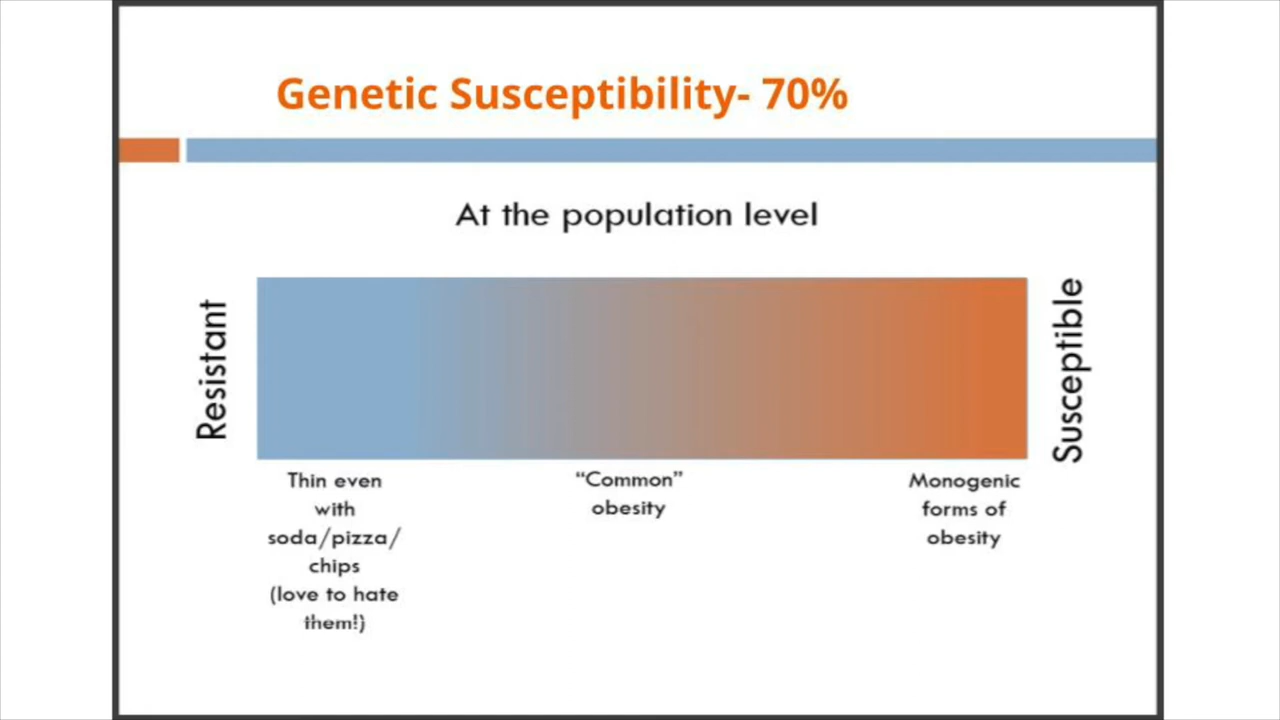 Genetic Susceptibility- 70%
At the population level
Resistant
Susceptible
Thin even
with
soda/pizza/
chips
(love to hate
them!)
“Common”
obesity
Monogenic
forms of
obesity